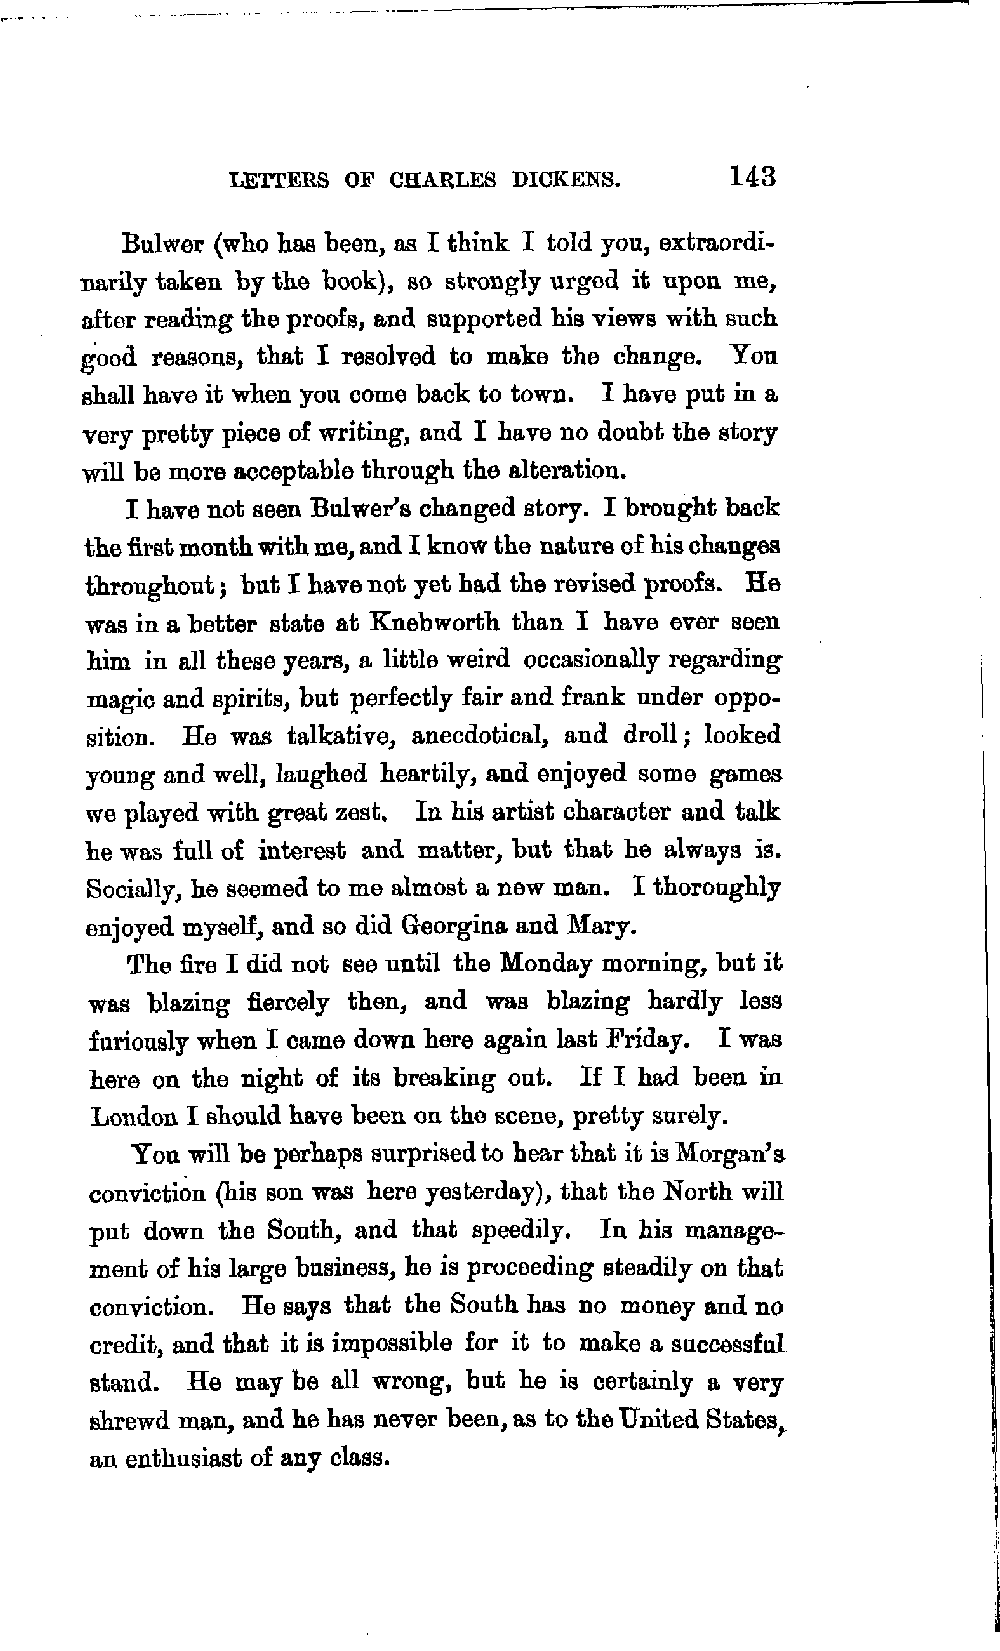 LETTERS OF CHARLES DICKENS. 143
Bulwer (who has been, as I think I told you, extraordi-
narily taken by the book), so strongly urged it upon me,
after reading the proofs, and supported his views with such
good reasons, that I resolved to make the change. You
shall have it when you come back to town. I have put in a
very pretty piece of writing, and I have no doubt the story
will be more acceptable through the alteration.
I have not seen Bulwer's changed story. I brought back
the first month with me, and I know the nature of his changes
throughout; but I have not yet had the revised proofs. He
was in a better state at Knebworth than I have ever seen
him in all these years, a little weird occasionally regarding
magic and spirits, but perfectly fair and frank under oppo-
sition. He was talkative, anecdotical, and droll; looked
young and well, laughed heartily, and enjoyed some games
we played with great zest. In his artist character and talk
he was full of interest and matter, but that he always is.
Socially, he seemed to me almost a new man. I thoroughly
enjoyed myself, and so did Georgina and Mary.
The fire I did not see until the Monday morning, but it
was blazing fiercely then, and was blazing hardly less
furiously when I came down here again last Friday. I was
here on the night of its breaking out. If I had been in
London I should have been on the scene, pretty surely.
You will be perhaps surprised to hear that it is Morgan's
conviction (his son was here yesterday), that the North will
put down the South, and that speedily. In his manage-
ment of his large business, he is proceeding steadily on that
conviction. He says that the South has no money and no
credit, and that it is impossible for it to make a successful
stand. He may be all wrong, but he is certainly a very
shrewd man, and he has never been, as to the United States,
an enthusiast of any class.